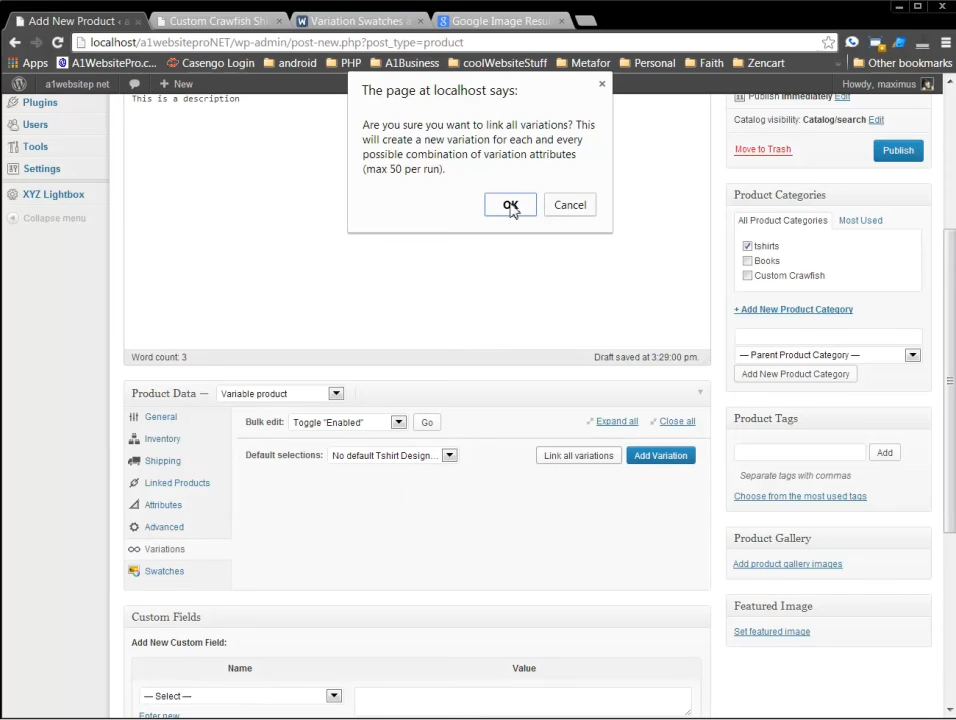 Add New Product ‹ a
Custom Crawfish Shi
Variation Swatches a
Google Image Resu
localhost/a1websiteproNET/wp-admin/post-new.php?post_type=product
Apps
A1WebsitePro.c...
Casengo Login
android
PHP
A1Business
coolWebsiteStuff
Metafor
Personal
Faith
Zencart
»
Other bookmarks
a1websitep net
+ New
Howdy, maximus
Plugins
Users
Tools
Settings
XYZ Lightbox
Collapse menu
This is a description
The page at localhost says:
Are you sure you want to link all variations? This
will create a new variation for each and every
possible combination of variation attributes
(max 50 per run).
OK
Cancel
Publish immediately Edit
Catalog visibility: Catalog/search Edit
Move to Trash
Publish
Product Categories
All Product Categories
Most Used
tshirts
Books
Custom Crawfish
+ Add New Product Category
— Parent Product Category —
Add New Product Category
Word count: 3
Draft saved at 3:29:00 pm.
Product Data —
Variable product
General
Inventory
Shipping
Linked Products
Attributes
Advanced
Variations
Swatches
Bulk edit:
Toggle "Enabled"
Go
Expand all
Close all
Default selections:
No default Tshirt Design...
Link all variations
Add Variation
Product Tags
Add
Separate tags with commas
Choose from the most used tags
Product Gallery
Add product gallery images
Featured Image
Set featured image
Custom Fields
Add New Custom Field:
Name
Value
— Select —
Enter new